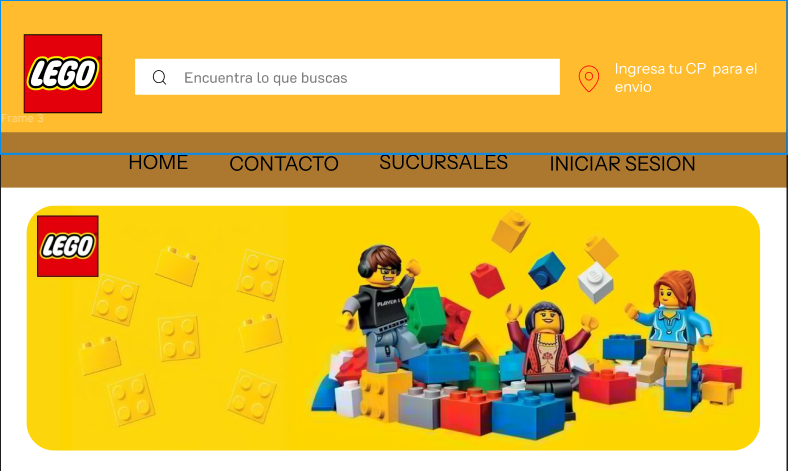 LEGO
Encuentra lo que buscas
Ingresa tu CP para el
envio
Frame 3
HOME
CONTACTO
SUCURSALES
INICIAR SESION
LEGO
PLAYER